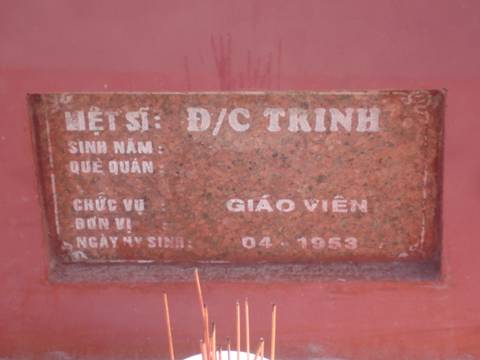 LIỆT SĨ: Đ/C TRINH
SINH NĂM :
QUÊ QUÁN :
CHỨC VỤ : GIÁO VIÊN
ĐƠN VỊ :
NGÀY HY SINH: 04 - 1953